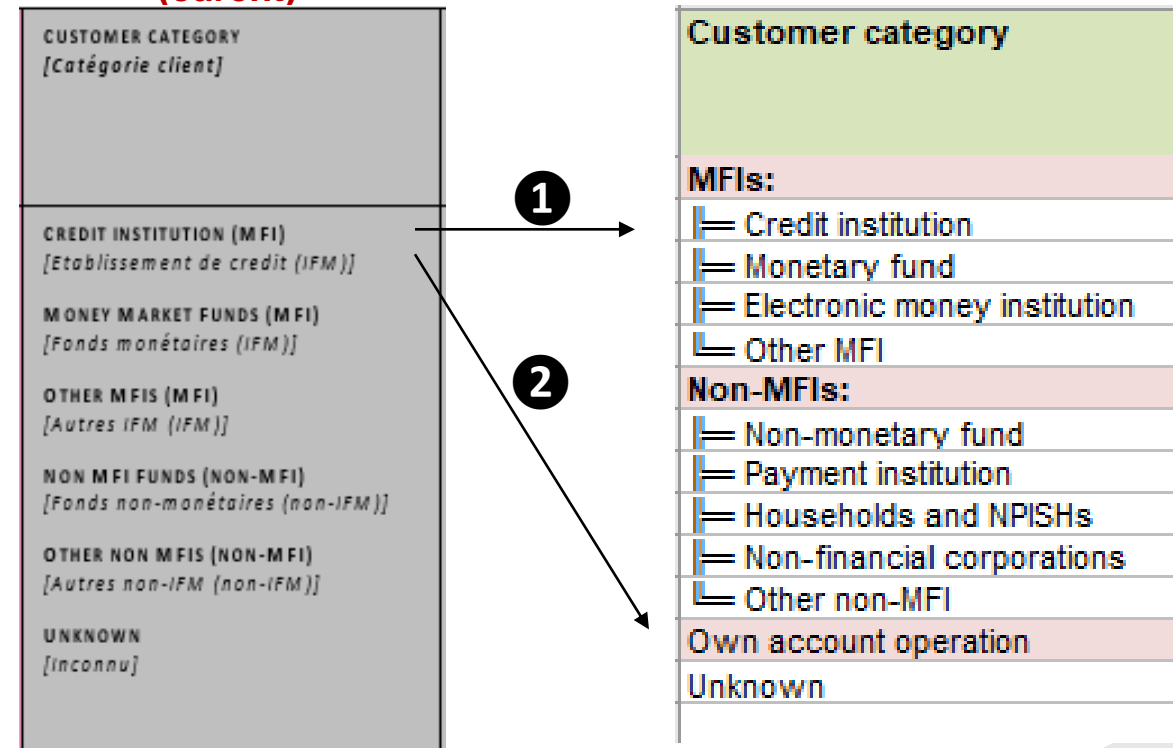 CUSTOMER CATEGORY
[Catégorie client]
CREDIT INSTITUTION (MFI)
[Etablissement de credit (IFM)]
MONEY MARKET FUNDS (MFI)
[Fonds monétaires (IFM)]
OTHER MFIS (MFI)
[Autres IFM (IFM)]
NON MFI FUNDS (NON-MFI)
[Fonds non-monétaires (non-IFM)]
OTHER NON MFIS (NON-MFI)
[Autres non-IFM (non-IFM)]
UNKNOWN
[Inconnu]
1
2
Customer category
MFIs:
Credit institution
Monetary fund
Electronic money institution
Other MFI
Non-MFIs:
Non-monetary fund
Payment institution
Households and NPISHs
Non-financial corporations
Other non-MFI
Own account operation
Unknown